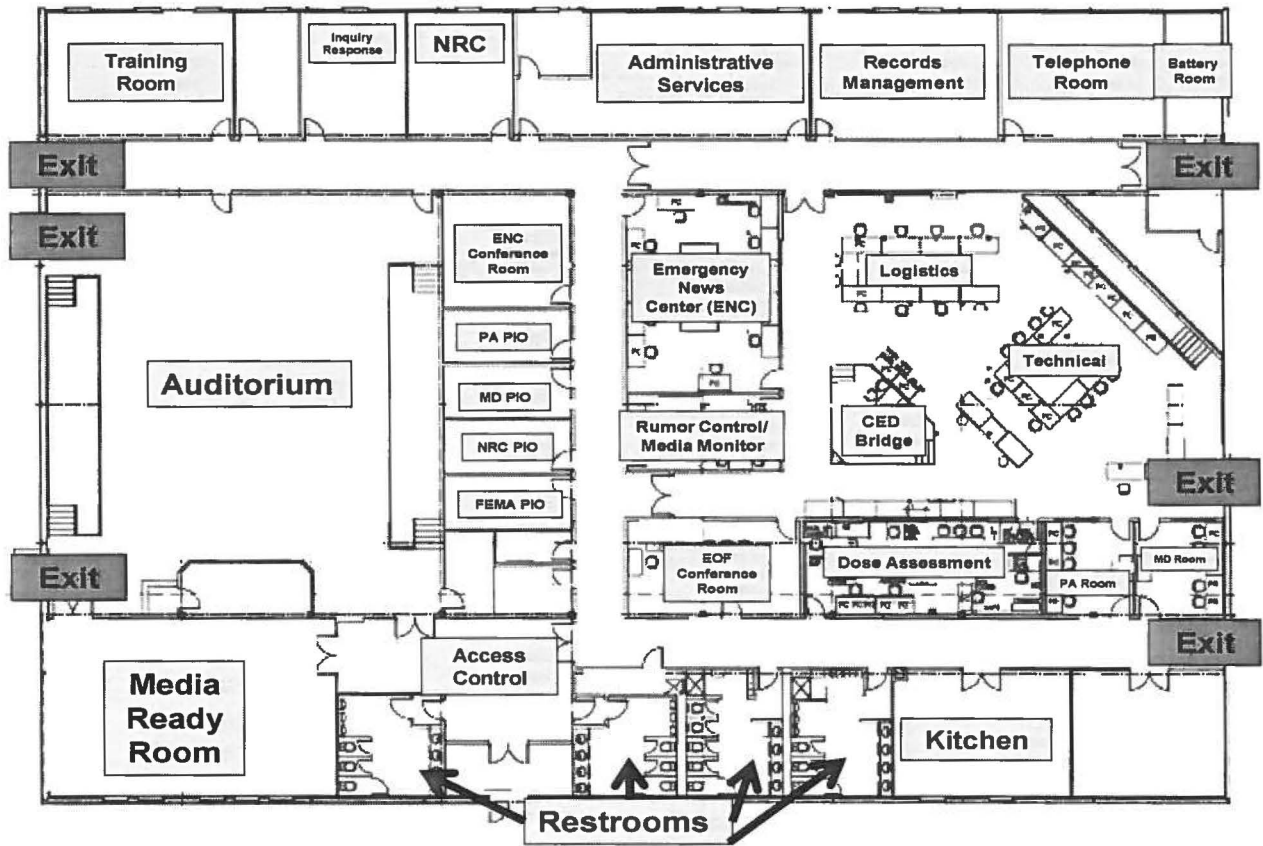 Training
Room
Inquiry
Response
NRC
Administrative
Services
Records
Management
Telephone
Room
Battery
Room
Exit
Exit
Exit
ENC
Conference
Room
Emergency
News
Center (ENC)
Logistics
PA PIO
Technical
Auditorium
MD PIO
Rumor Control/
Media Monitor
CED
Bridge
NRC PIO
FEMA PIO
Exit
Exit
EOF
Conference
Room
Dose Assessment
PA Room
MD Room
Exit
Access
Control
Media
Ready
Room
Kitchen
Restrooms